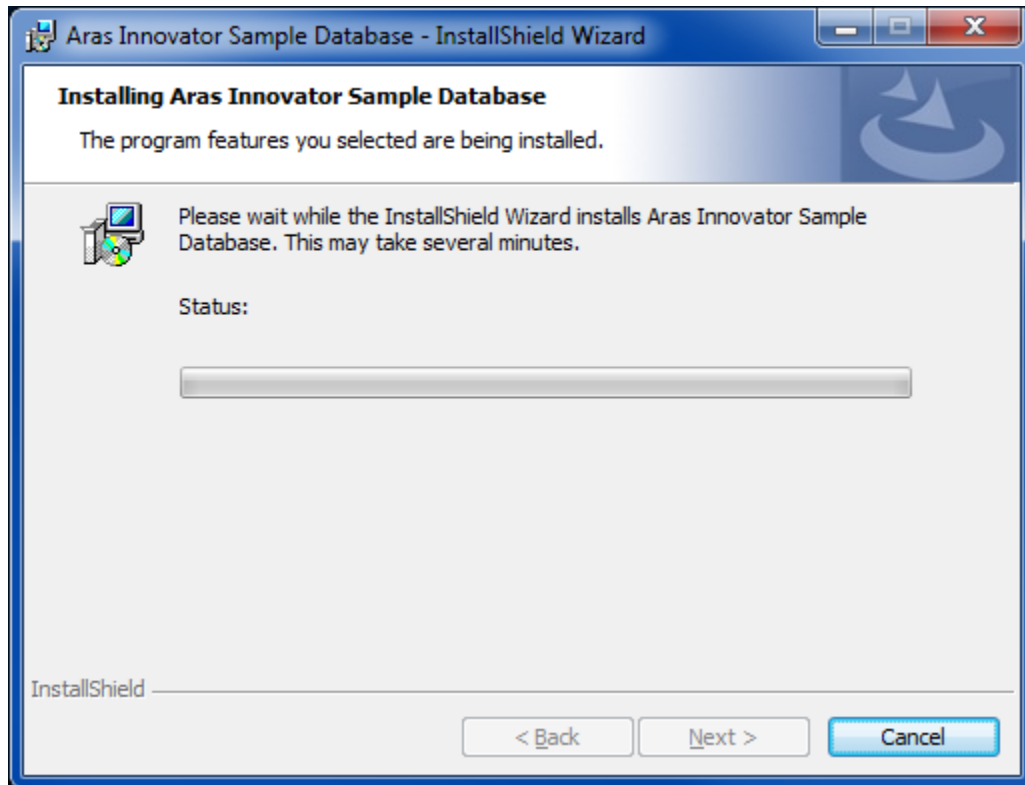 Aras Innovator Sample Database - InstallShield Wizard
Installing Aras Innovator Sample Database
The program features you selected are being installed.
Please wait while the InstallShield Wizard installs Aras Innovator Sample
Database. This may take several minutes.
Status:
InstallShield
< Back Next > Cancel